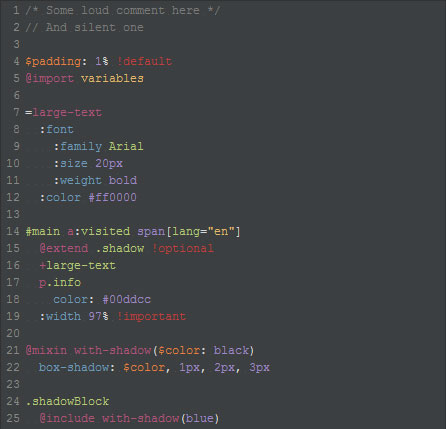 1 /* Some loud comment here */
2 // And silent one
3
4 $padding: 1% !default
5 @import variables
6
7 =large-text
8   :font
9     :family Arial
10     :size 20px
11     :weight bold
12   :color #ff0000
13
14 #main a:visited span[lang="en"]
15   @extend .shadow !optional
16   +large-text
17   p.info
18     color: #00ddcc
19   :width 97% !important
20
21 @mixin with-shadow($color: black)
22   box-shadow: $color, 1px, 2px, 3px
23
24 .shadowBlock
25   @include with-shadow(blue)